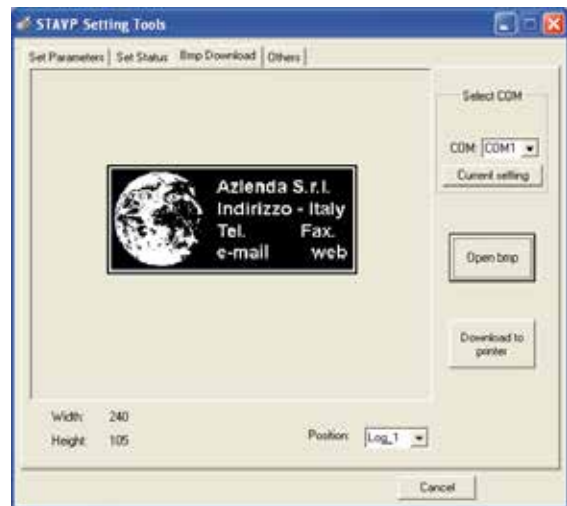 STAVP Setting Tools
Set Parameters Set Status Bmp Download Others
Select COM
COM: COM1
Current setting
Azienda S.r.l.
Indirizzo - Italy
Tel. Fax.
e-mail web
Open bmp
Download to
printer
Width: 240
Height: 105
Position: Log_1
Cancel